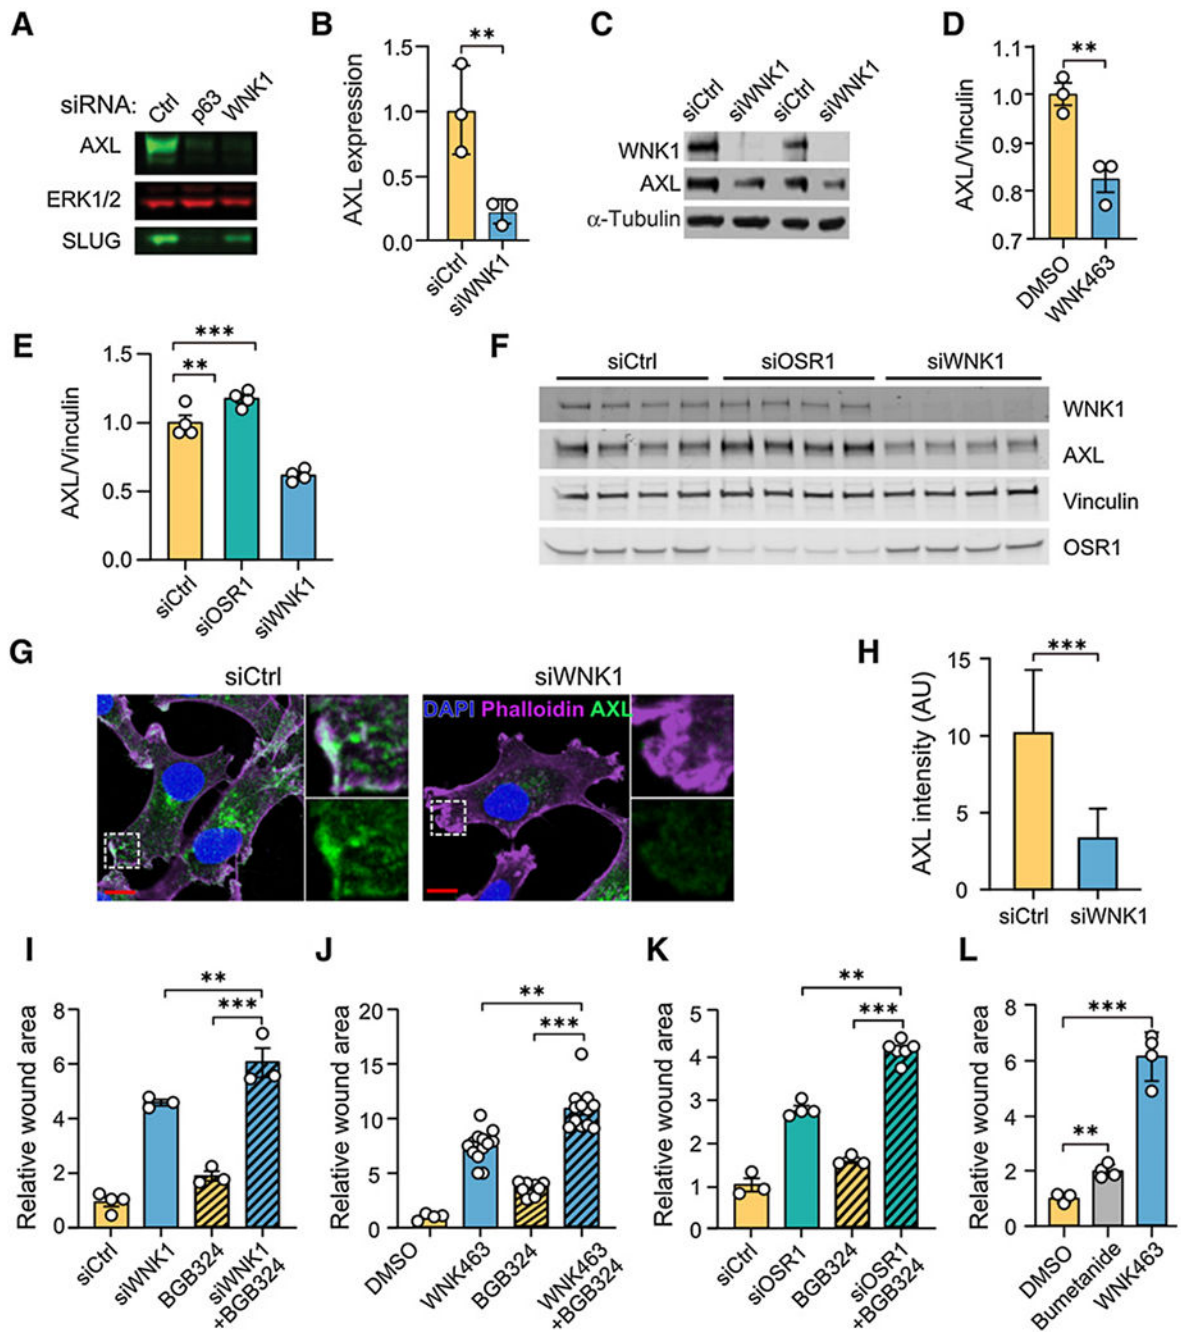 A
siRNA:
Ctrl
p63
WNK1
AXL
ERK1/2
SLUG
B
**
AXL expression
1.5
1.0
0.5
0.0
siCtrl
siWNK1
C
siCtrl
siWNK1
siCtrl
siWNK1
WNK1
AXL
α-Tubulin
D
**
AXL/Vinculin
1.1
1.0
0.9
0.8
0.7
DMSO
WNK463
E
***
**
AXL/Vinculin
1.5
1.0
0.5
0.0
siCtrl
siOSR1
siWNK1
F
siCtrl
siOSR1
siWNK1
WNK1
AXL
Vinculin
OSR1
G
siCtrl
siWNK1
DAPI Phalloidin AXL
H
***
AXL intensity (AU)
15
10
5
0
siCtrl
siWNK1
I
**
***
Relative wound area
8
6
4
2
0
siCtrl
siWNK1
BGB324
siWNK1
+BGB324
J
**
***
Relative wound area
20
15
10
5
0
DMSO
WNK463
BGB324
WNK463
+BGB324
K
**
***
Relative wound area
5
4
3
2
1
0
siCtrl
siOSR1
BGB324
siOSR1
+BGB324
L
***
**
Relative wound area
8
6
4
2
0
DMSO
Bumetanide
WNK463